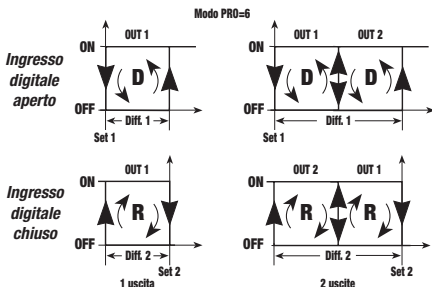 Modo PRO=6
Ingresso
digitale
aperto
ON
OUT 1
D
OFF
Diff. 1
Set 1
OUT 1
OUT 2
D
D
OFF
Diff. 1
Set 1
Ingresso
digitale
chiuso
ON
OUT 1
R
OFF
Diff. 2
Set 2
1 uscita
ON
OUT 2
OUT 1
R
R
OFF
Diff. 2
Set 2
2 uscite